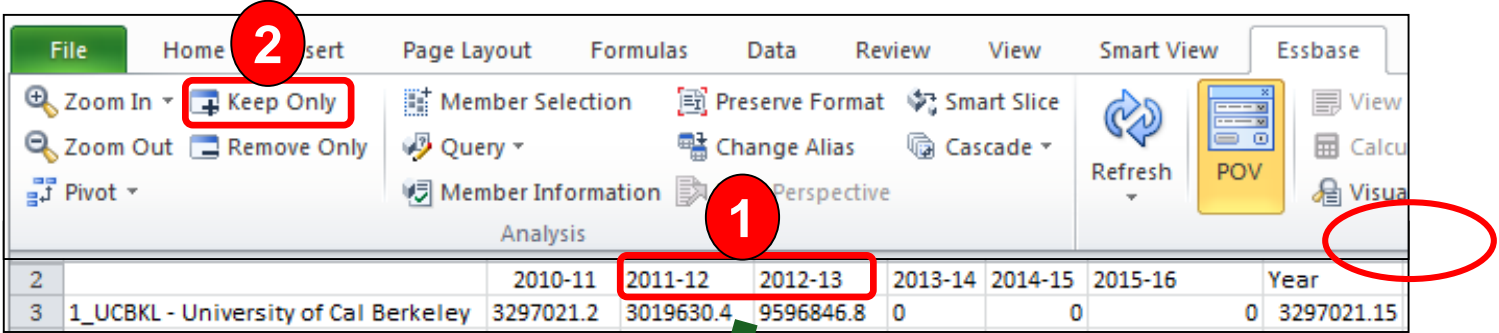 File Home 2 sert Page Layout Formulas Data Review View Smart View Essbase
Zoom In Keep Only Member Selection Preserve Format Smart Slice View
Zoom Out Remove Only Query Change Alias Cascade Refresh POV Calcu
Pivot Member Information Perspective Visua
1
Analysis
2 2010-11 2011-12 2012-13 2013-14 2014-15 2015-16 Year
3 1_UCBKL - University of Cal Berkeley 3297021.2 3019630.4 9596846.8 0 0 0 3297021.15